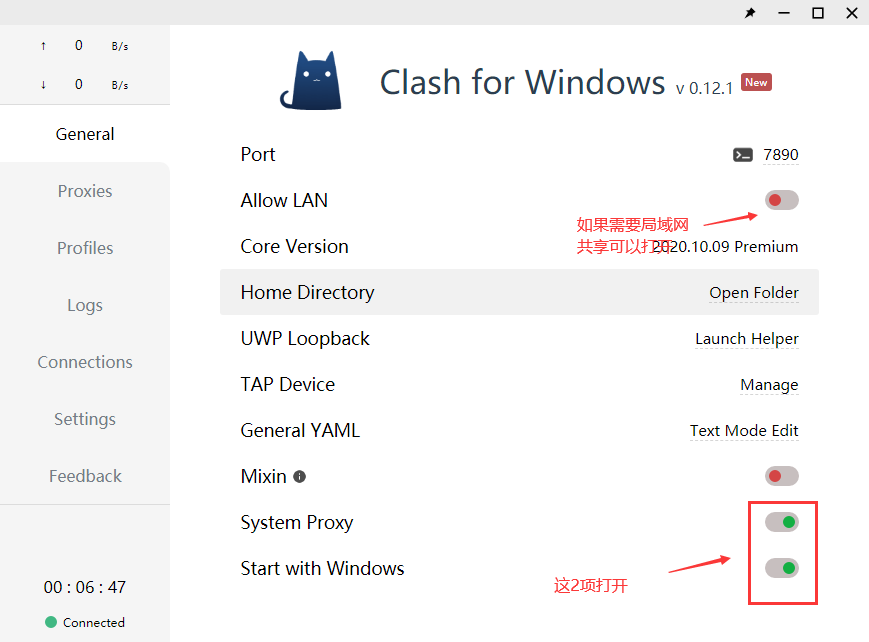 ↑ 0 B/s
↓ 0 B/s
General
Proxies
Profiles
Logs
Connections
Settings
Feedback
00 : 06 : 47
Connected
Clash for Windows v 0.12.1 New
Port 7890
Allow LAN
如果需要局域网
共享可以打开
Core Version 2020.10.09 Premium
Home Directory Open Folder
UWP Loopback Launch Helper
TAP Device Manage
General YAML Text Mode Edit
Mixin
System Proxy
Start with Windows
这2项打开